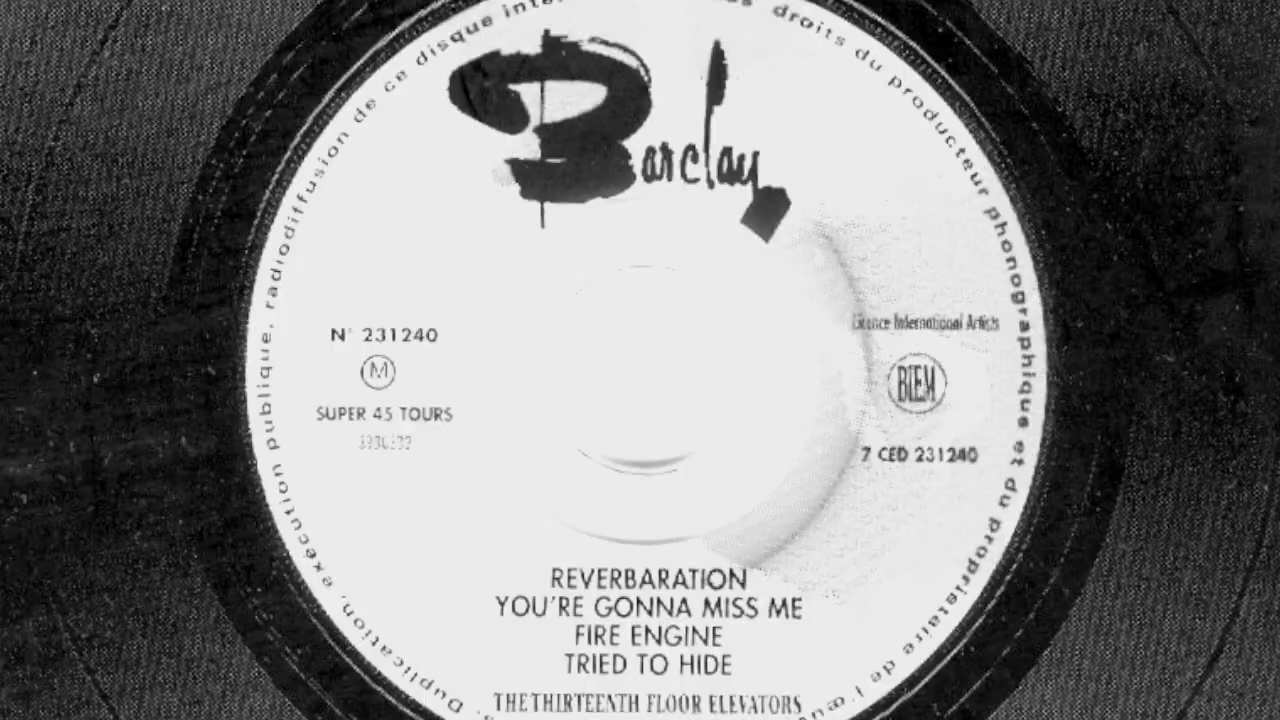 Barclay
droits du producteur phonographique et du propriétaire de l'œuv
Duplication, exécution publique, radiodiffusion de ce disque inter
N° 231240
M
SUPER 45 TOURS
Licence International Artists
BIEM
7 CED 231240
REVERBARATION
YOU'RE GONNA MISS ME
FIRE ENGINE
TRIED TO HIDE
THE THIRTEENTH FLOOR ELEVATORS